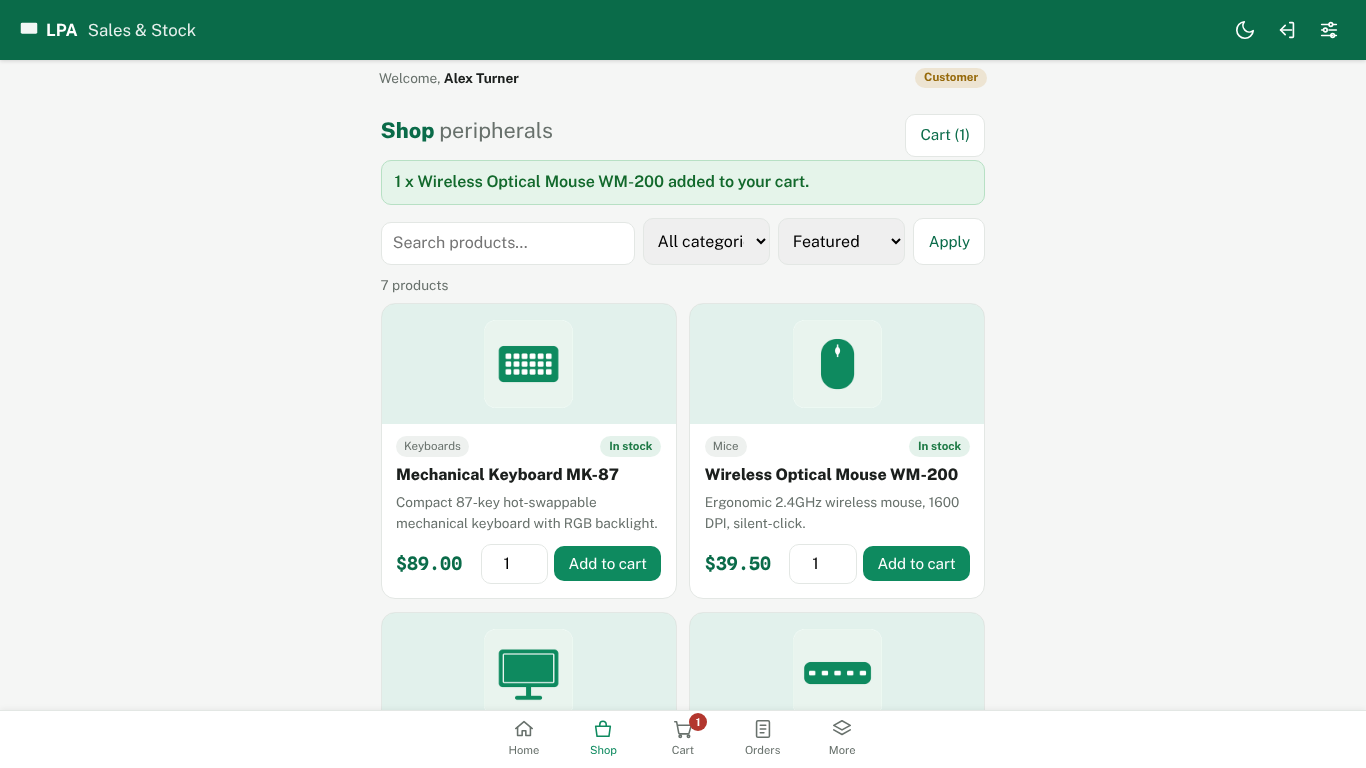 LPA Sales & Stock
Welcome, Alex Turner
Customer
Shop peripherals
Cart (1)
1 x Wireless Optical Mouse WM-200 added to your cart.
Search products...
All categori
Featured
Apply
7 products
Keyboards
In stock
Mechanical Keyboard MK-87
Compact 87-key hot-swappable
mechanical keyboard with RGB backlight.
$89.00
1
Add to cart
Mice
In stock
Wireless Optical Mouse WM-200
Ergonomic 2.4GHz wireless mouse, 1600
DPI, silent-click.
$39.50
1
Add to cart
Home
Shop
1
Cart
Orders
More